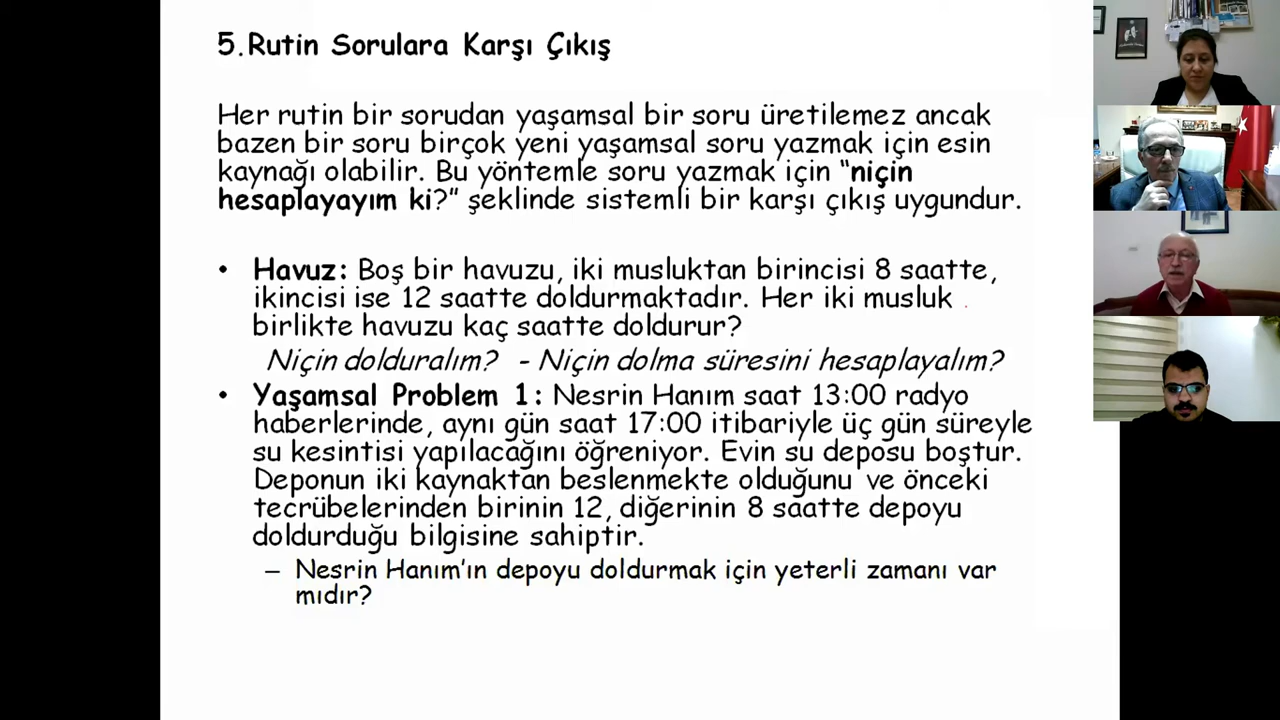 5. Rutin Sorulara Karşı Çıkış
Her rutin bir sorudan yaşamsal bir soru üretilemez ancak
bazen bir soru birçok yeni yaşamsal soru yazmak için esin
kaynağı olabilir. Bu yöntemle soru yazmak için “niçin
hesaplayayım ki?” şeklinde sistemli bir karşı çıkış uygundur.
• Havuz: Boş bir havuzu, iki musluktan birincisi 8 saatte,
ikincisi ise 12 saatte doldurmaktadır. Her iki musluk
birlikte havuzu kaç saatte doldurur?
Niçin dolduralım? - Niçin dolma süresini hesaplayalım?
• Yaşamsal Problem 1: Nesrin Hanım saat 13:00 radyo
haberlerinde, aynı gün saat 17:00 itibariyle üç gün süreyle
su kesintisi yapılacağını öğreniyor. Evin su deposu boştur.
Deponun iki kaynaktan beslenmekte olduğunu ve önceki
tecrübelerinden birinin 12, diğerinin 8 saatte depoyu
doldurduğu bilgisine sahiptir.
– Nesrin Hanım’ın depoyu doldurmak için yeterli zamanı var
mıdır?